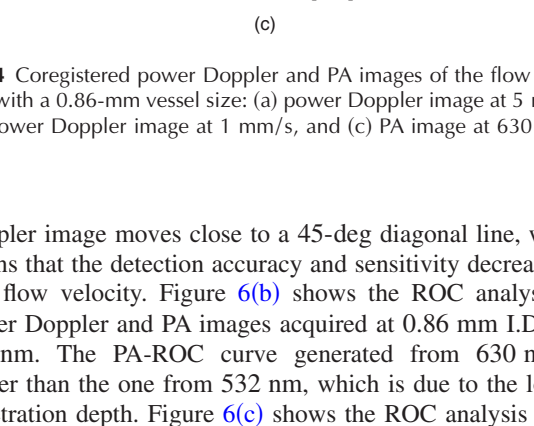 (c)
4 Coregistered power Doppler and PA images of the flow
with a 0.86-mm vessel size: (a) power Doppler image at 5
ower Doppler image at 1 mm/s, and (c) PA image at 630
pler image moves close to a 45-deg diagonal line,
ns that the detection accuracy and sensitivity decrea
flow velocity. Figure 6(b) shows the ROC analys
er Doppler and PA images acquired at 0.86 mm I.D
nm. The PA-ROC curve generated from 630 n
er than the one from 532 nm, which is due to the l
tration depth. Figure 6(c) shows the ROC analysis